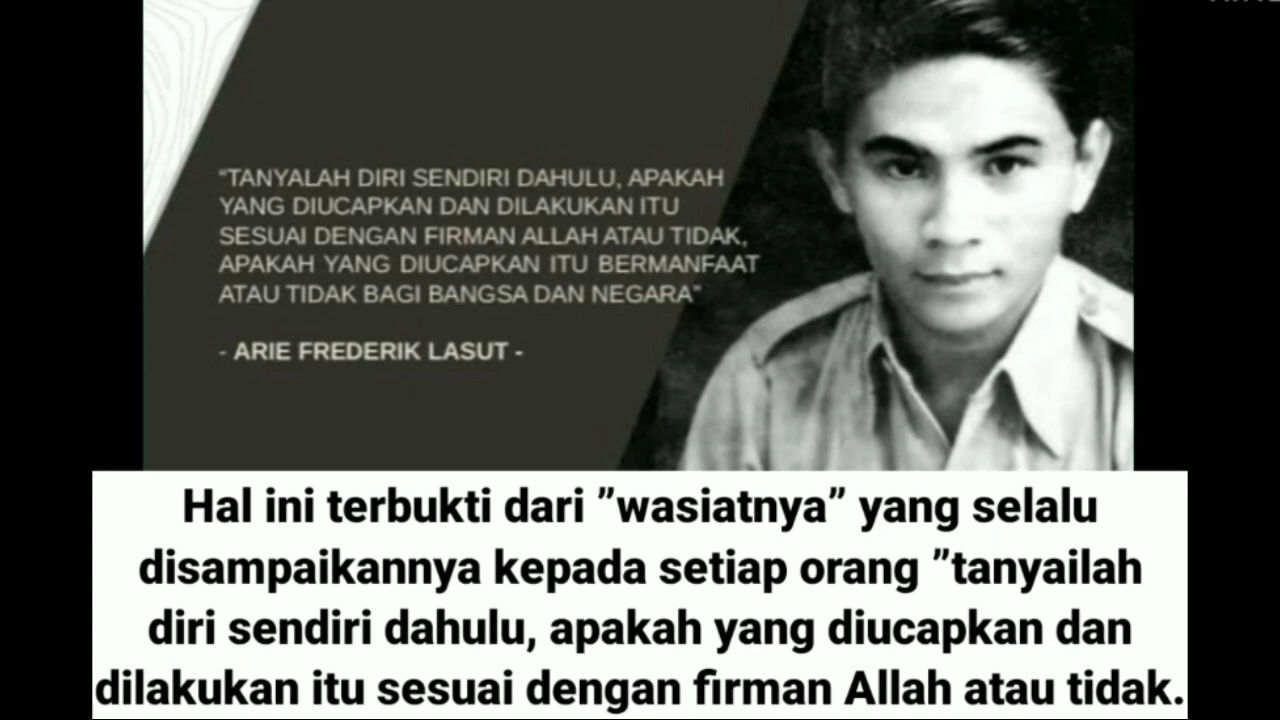 “TANYALAH DIRI SENDIRI DAHULU, APAKAH
YANG DIUCAPKAN DAN DILAKUKAN ITU
SESUAI DENGAN FIRMAN ALLAH ATAU TIDAK,
APAKAH YANG DIUCAPKAN ITU BERMANFAAT
ATAU TIDAK BAGI BANGSA DAN NEGARA”
- ARIE FREDERIK LASUT -
Hal ini terbukti dari ”wasiatnya” yang selalu
disampaikannya kepada setiap orang ”tanyailah
diri sendiri dahulu, apakah yang diucapkan dan
dilakukan itu sesuai dengan firman Allah atau tidak.